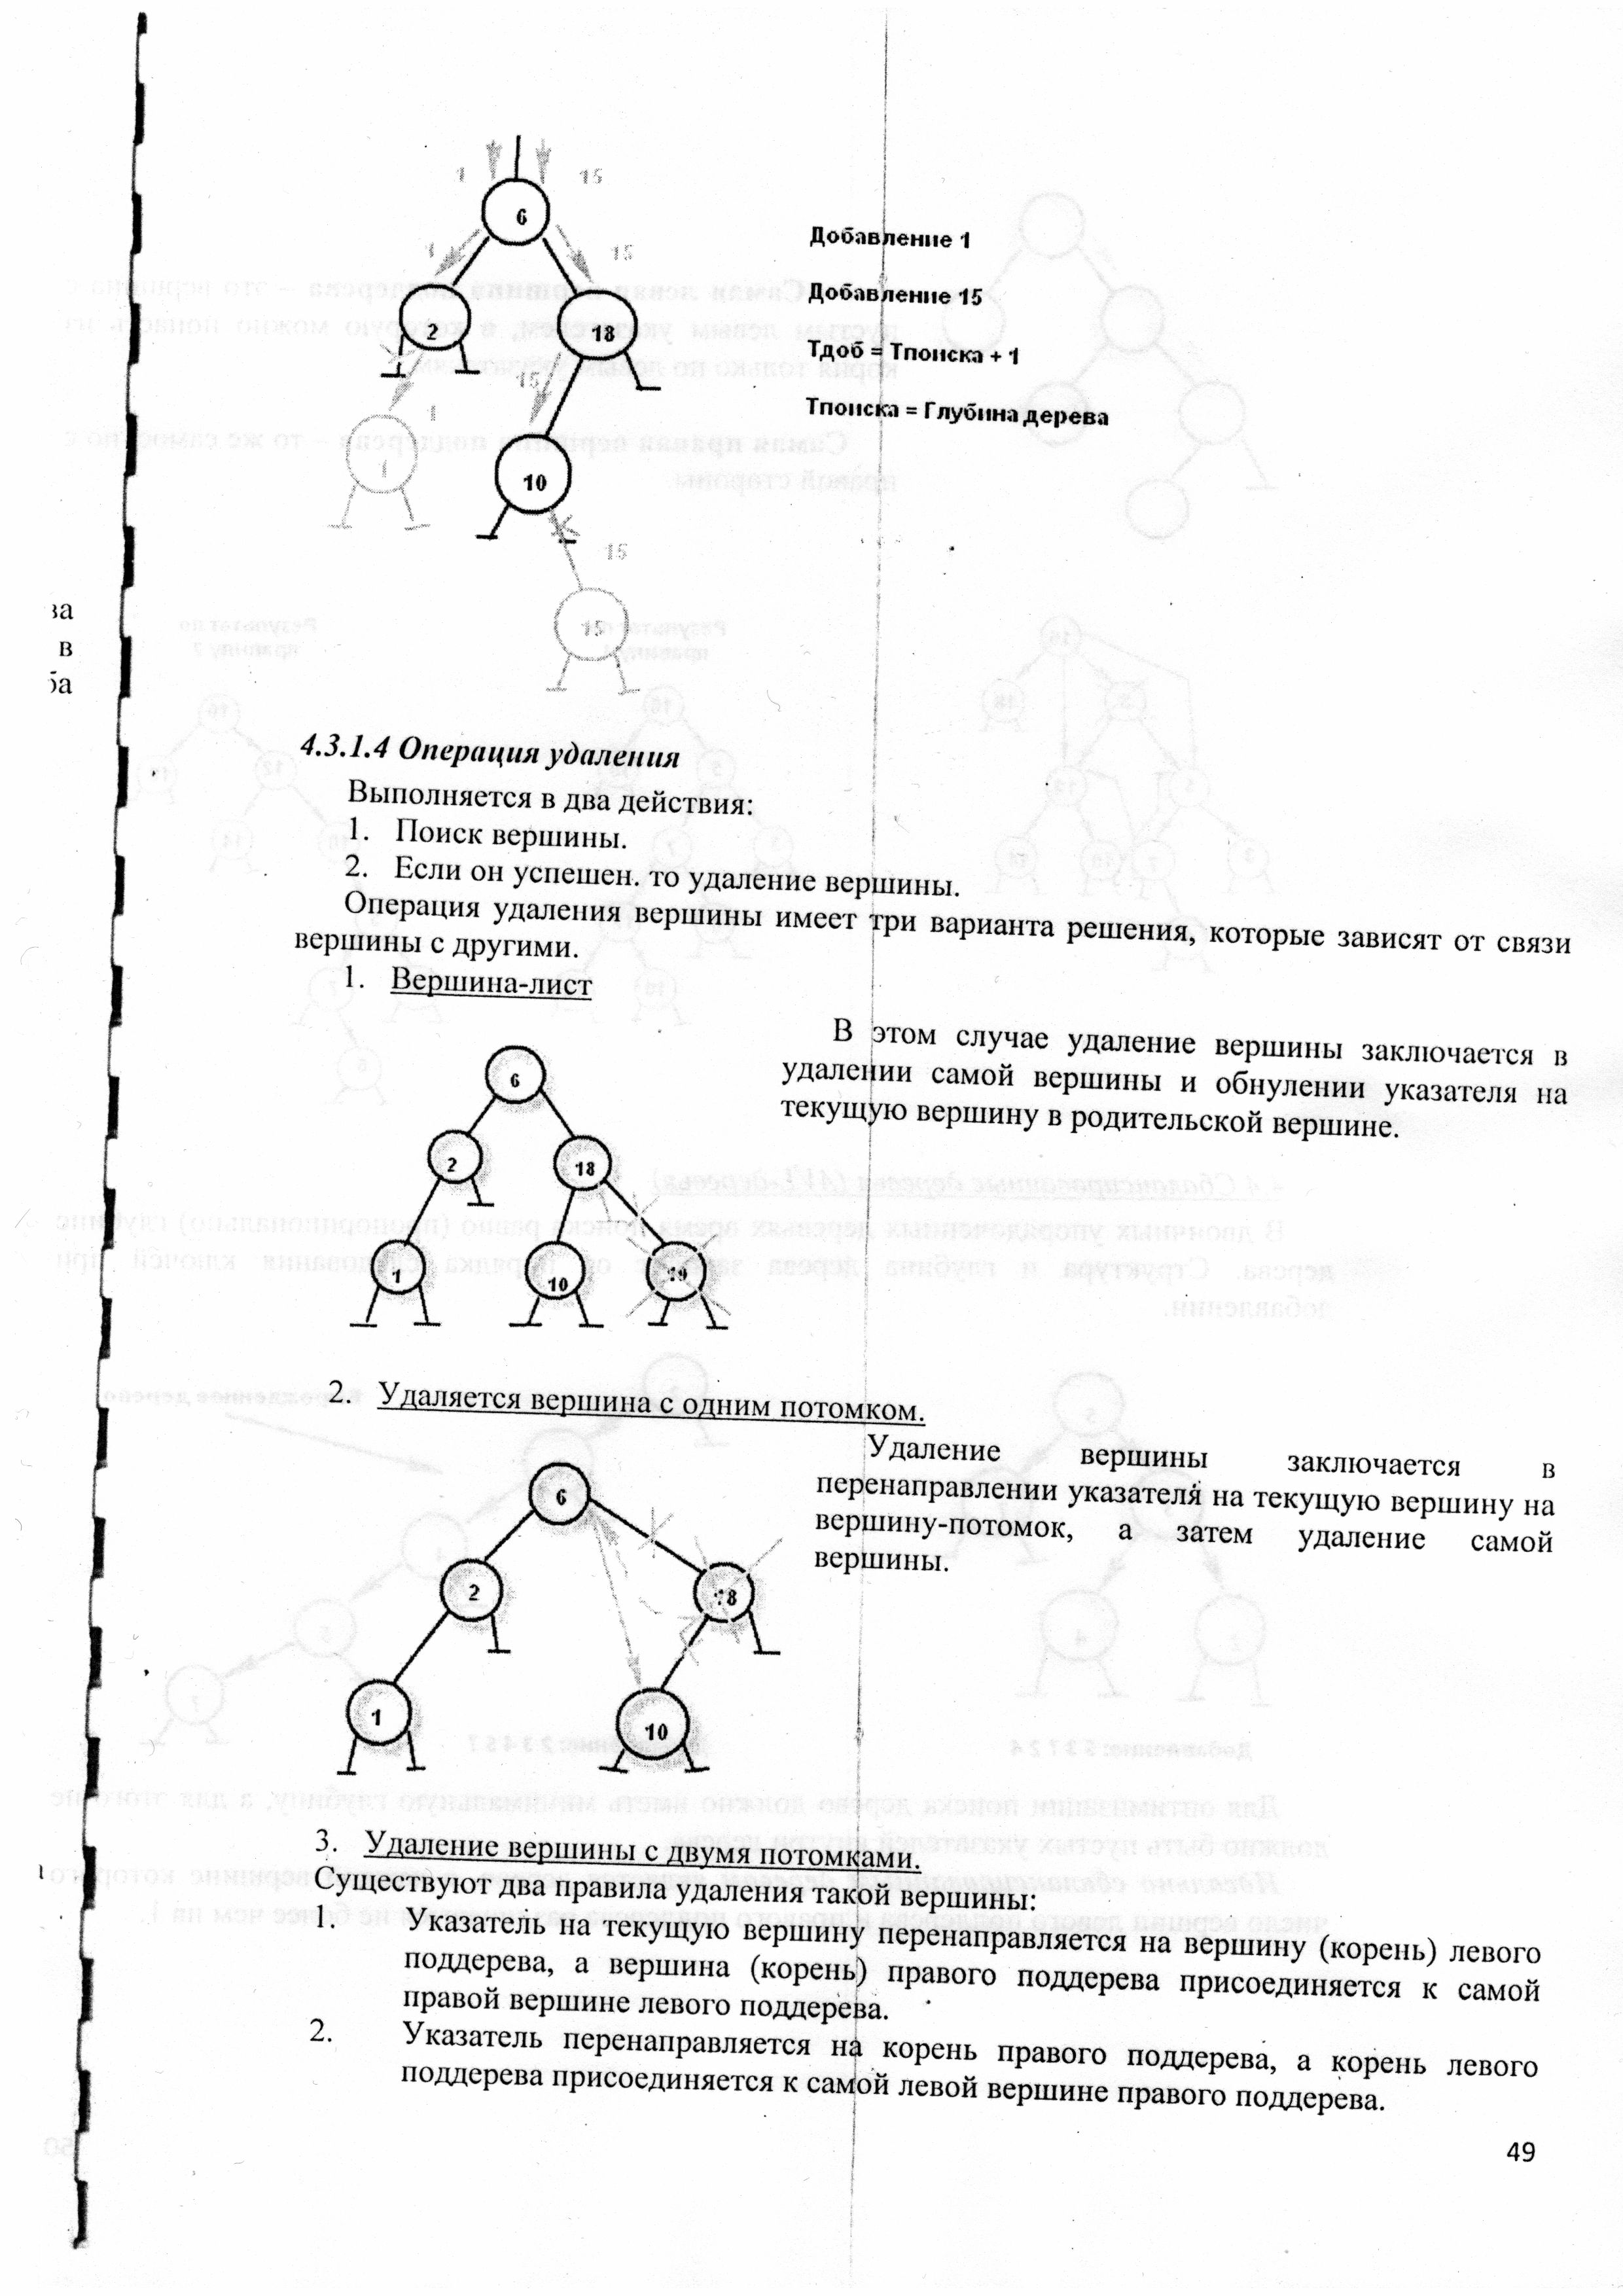 1 15
6
1 15
2 18
15
1
1 10
15
15
Добавление 1
Добавление 15
Тдоб = Тпоиска + 1
Тпоиска = Глубина дерева
за
в
ба
4.3.1.4 Операция удаления
Выполняется в два действия:
1. Поиск вершины.
2. Если он успешен. то удаление вершины.
Операция удаления вершины имеет три варианта решения, которые зависят от связи
вершины с другими.
1. Вершина-лист
6
2 18
1 10 19
В этом случае удаление вершины заключается в
удалении самой вершины и обнулении указателя на
текущую вершину в родительской вершине.
2. Удаляется вершина с одним потомком.
6
2 18
1 10
Удаление вершины заключается в
перенаправлении указателя на текущую вершину на
вершину-потомок, а затем удаление самой
вершины.
3. Удаление вершины с двумя потомками.
Существуют два правила удаления такой вершины:
1. Указатель на текущую вершину перенаправляется на вершину (корень) левого
поддерева, а вершина (корень) правого поддерева присоединяется к самой
правой вершине левого поддерева.
2. Указатель перенаправляется на корень правого поддерева, а корень левого
поддерева присоединяется к самой левой вершине правого поддерева.
49